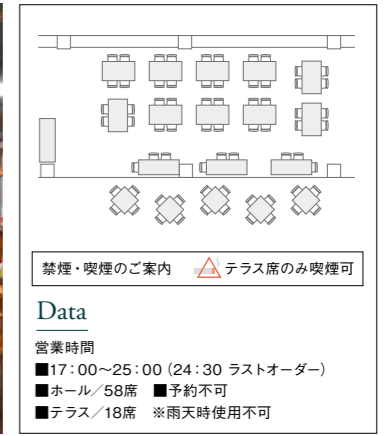 禁煙・喫煙のご案内 テラス席のみ喫煙可
Data
営業時間
■17：00～25：00（24：30 ラストオーダー）
■ホール／58席 ■予約不可
■テラス／18席 ※雨天時使用不可